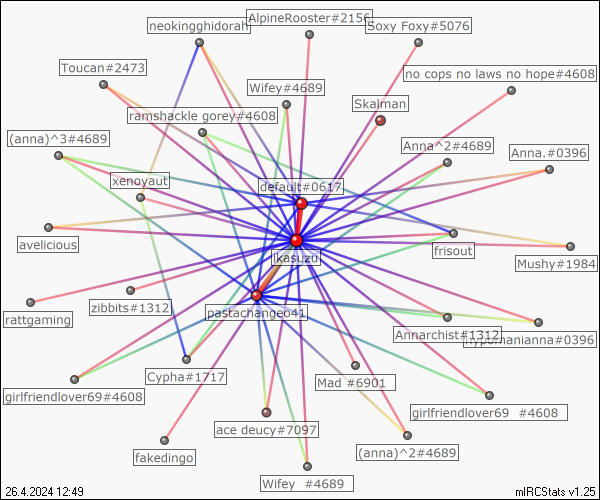 AlpineRooster#2156
neokingghidorah
Soxy Foxy#5076
Toucan#2473
no cops no laws no hope#4608
Wifey#4689
Skalman
ramshackle gorey#4608
(anna)^3#4689
Anna^2#4689
Anna.#0396
xenoyaut
default#0617
avelicious
frisout
ikasuzu
Mushy#1984
zibbits#1312
pastachangeo41
rattgaming
Annarchist#1312
Cypha#1717
Mad #6901
girlfriendlover69#4608
girlfriendlover69 #4608
ace deucy#7097
(anna)^2#4689
fakedingo
Wifey #4689
26.4.2024 12:49
mIRCStats v1.25